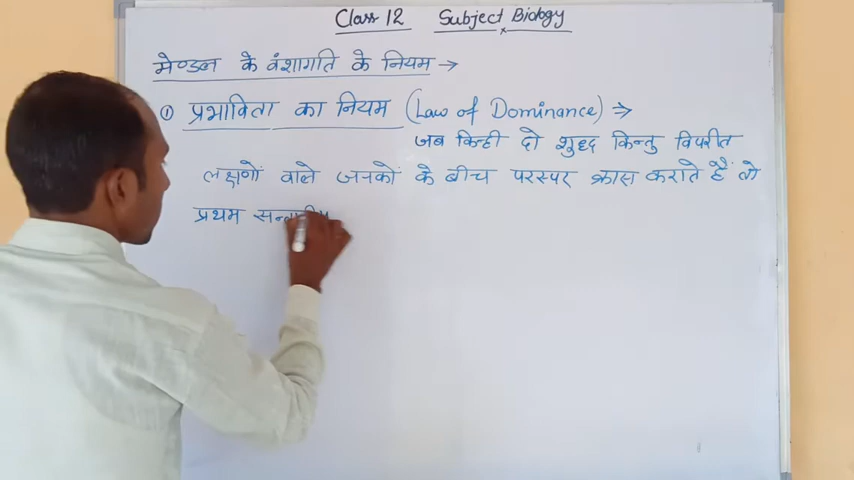 Class 12 Subject Biology
मेण्डल के वंशागति के नियम →
① प्रभाविता का नियम (Law of Dominance) ⇒
जब किन्ही दो शुद्ध किन्तु विपरीत
लक्षणों वाले जनकों के बीच परस्पर क्रास कराते हैं तो
प्रथम